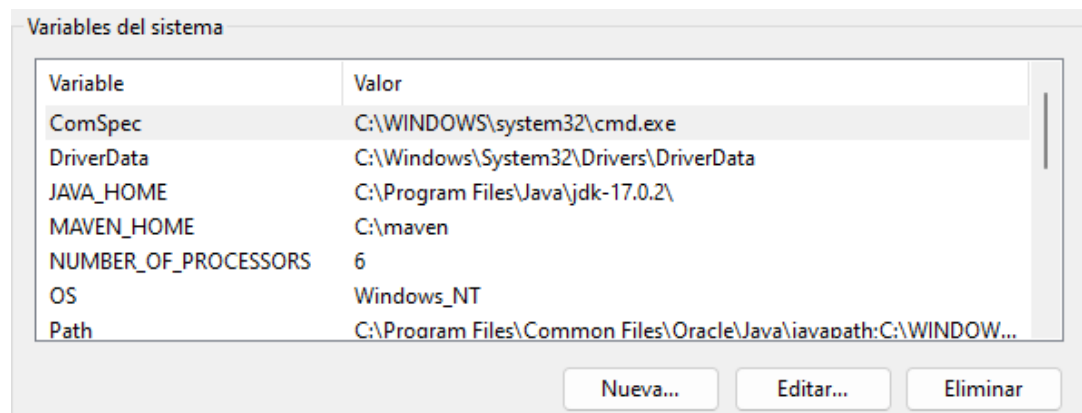 Variables del sistema
Variable Valor
ComSpec C:\WINDOWS\system32\cmd.exe
DriverData C:\Windows\System32\Drivers\DriverData
JAVA_HOME C:\Program Files\Java\jdk-17.0.2\
MAVEN_HOME C:\maven
NUMBER_OF_PROCESSORS 6
OS Windows_NT
Path C:\Program Files\Common Files\Oracle\Java\javapath;C:\WINDOW...
Nueva... Editar... Eliminar